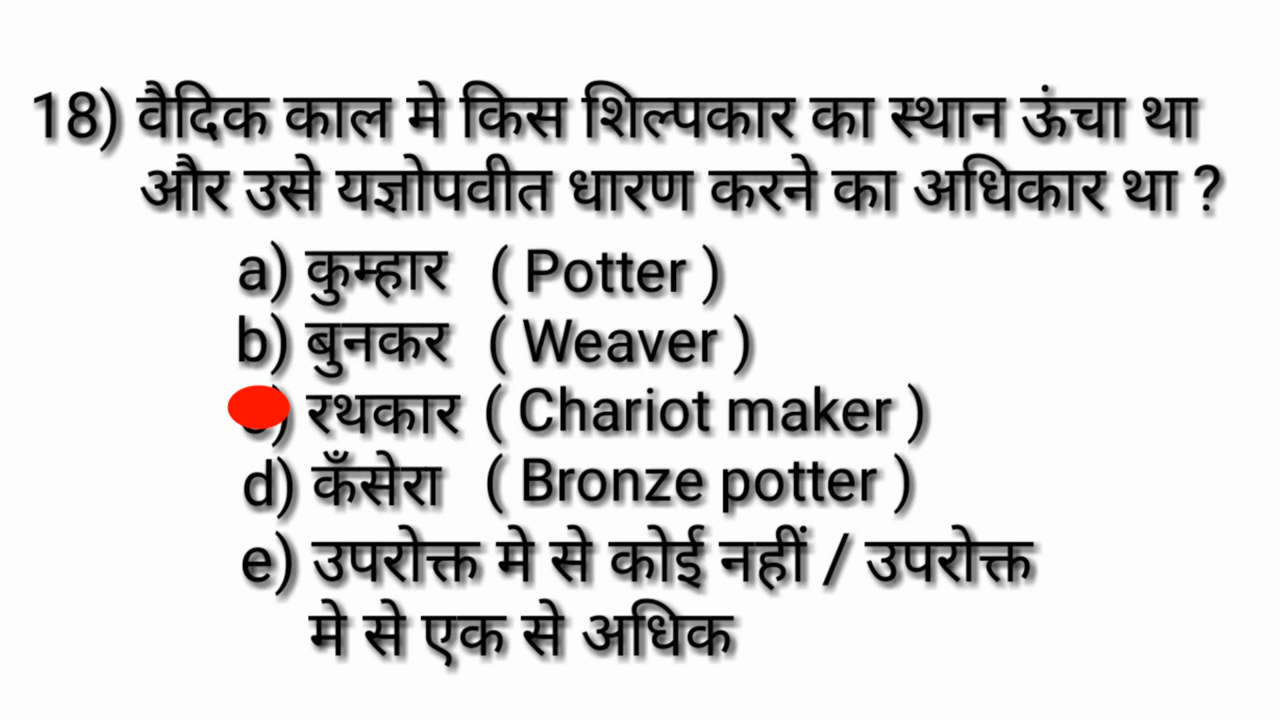 18) वैदिक काल मे किस शिल्पकार का स्थान ऊंचा था
और उसे यज्ञोपवीत धारण करने का अधिकार था ?
a) कुम्हार ( Potter )
b) बुनकर ( Weaver )
c) रथकार ( Chariot maker )
d) कँसेरा ( Bronze potter )
e) उपरोक्त मे से कोई नहीं / उपरोक्त
मे से एक से अधिक